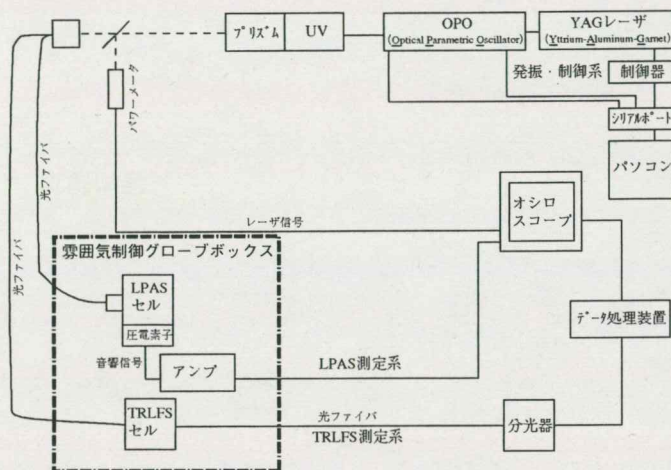 プリズム
UV
OPO
(Optical Parametric Oscillator)
YAGレーザ
(Yttrium-Aluminum-Garnet)
発振・制御系
制御器
シリアルポート
パソコン
パワーメータ
光ファイバ
光ファイバ
レーザ信号
オシロ
スコープ
雰囲気制御グローブボックス
LPAS
セル
圧電素子
音響信号
アンプ
LPAS測定系
データ処理装置
TRLFS
セル
光ファイバ
TRLFS測定系
分光器